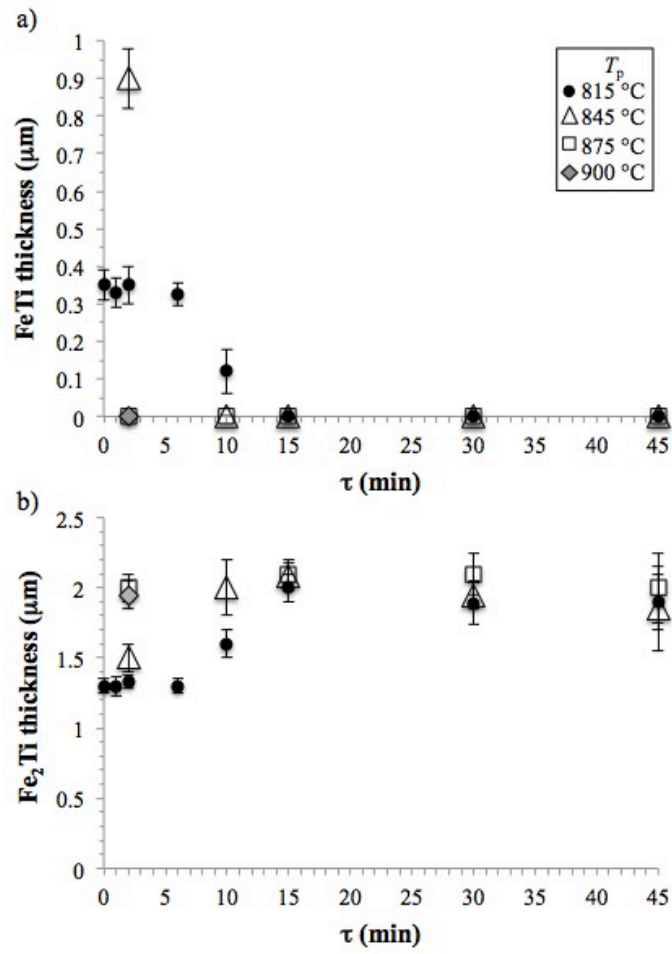 a)
1
0.9
0.8
0.7
0.6
0.5
0.4
0.3
0.2
0.1
0
FeTi thickness (μm)
Tp
815 °C
845 °C
875 °C
900 °C
0 5 10 15 20 25 30 35 40 45
τ (min)
b)
2.5
2
1.5
1
0.5
0
Fe₂Ti thickness (μm)
0 5 10 15 20 25 30 35 40 45
τ (min)